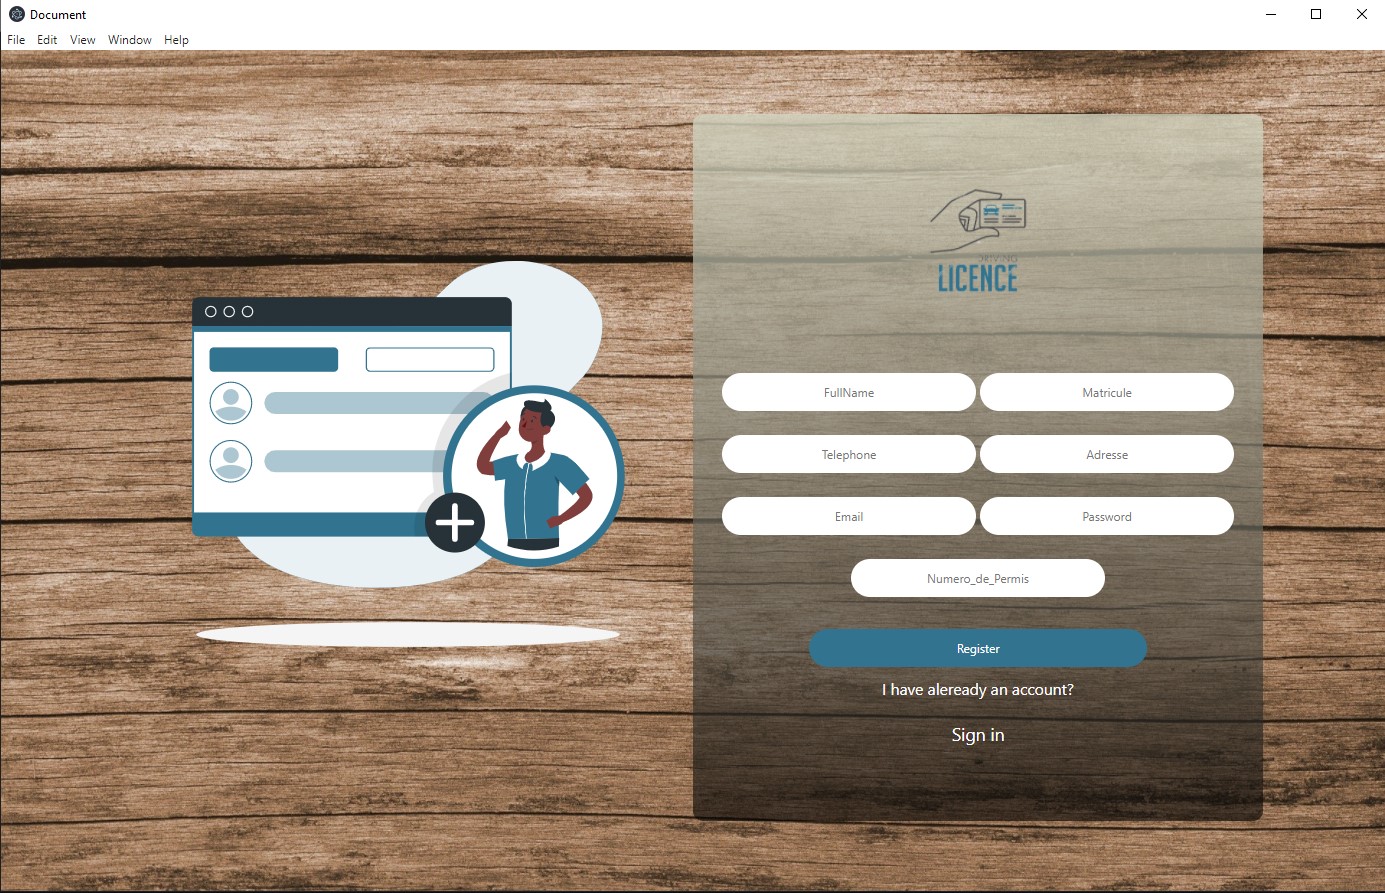 Document
File Edit View Window Help
DRIVING
LICENCE
FullName Matricule
Telephone Adresse
Email Password
Numero_de_Permis
Register
I have aleready an account?
Sign in